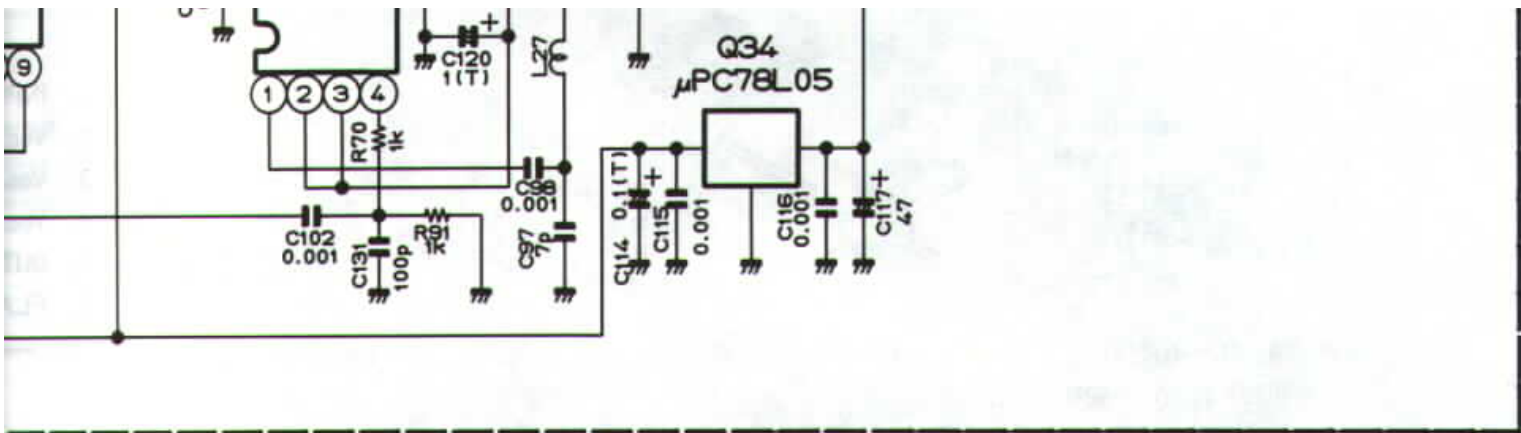 9
1 2 3 4
C120
1(T)
L27
Q34
μPC78L05
R70
1k
C98
0.001
C102
0.001
C131
100p
R91
1k
C97
7p
C114
0.1(T)
C115
0.001
C116
0.001
C117
47
+
+
+